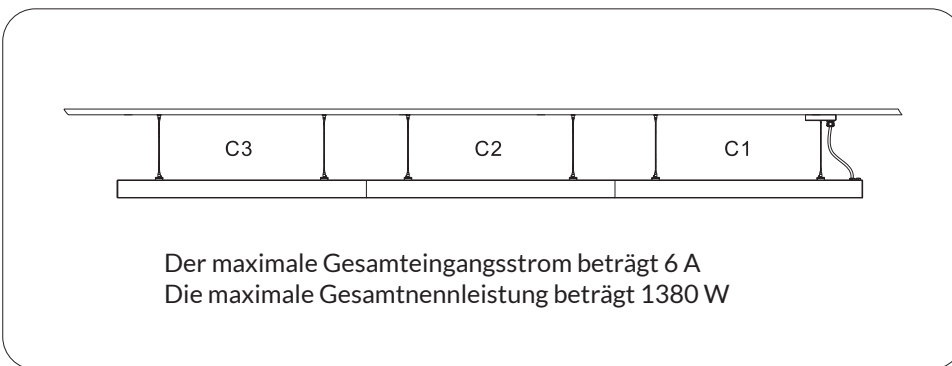 C3
C2
C1
Der maximale Gesamteingangsstrom beträgt 6 A
Die maximale Gesamtnennleistung beträgt 1380 W